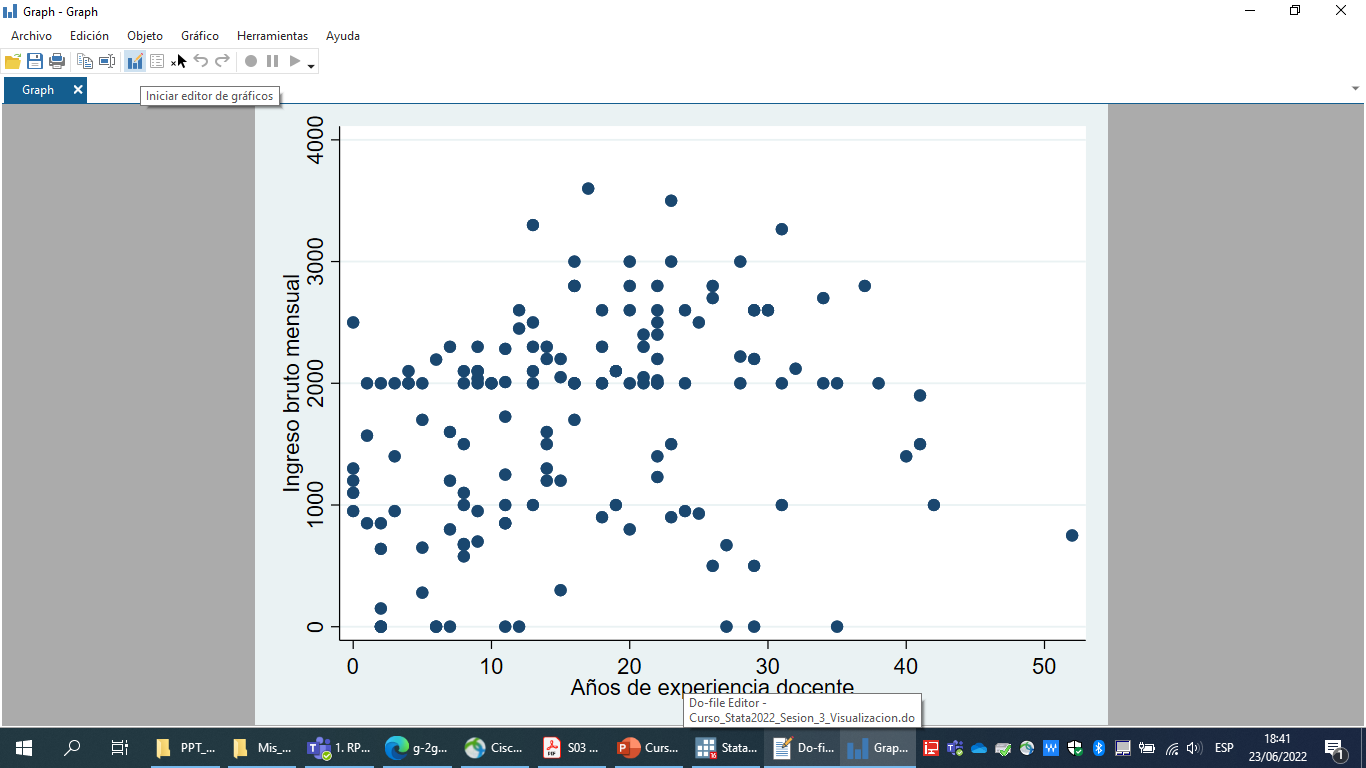 Graph - Graph
Archivo Edición Objeto Gráfico Herramientas Ayuda
Graph
Iniciar editor de gráficos
Ingreso bruto mensual
4000
3000
2000
1000
0
0 10 20 30 40 50
Años de experiencia docente
Do-file Editor -
Curso_Stata2022_Sesion_3_Visualizacion.do
PPT_... Mis_... 1. RP... g-2g... Cisc... S03 ... Curs... Stata... Do-fi... Grap... ESP 18:41
23/06/2022
1